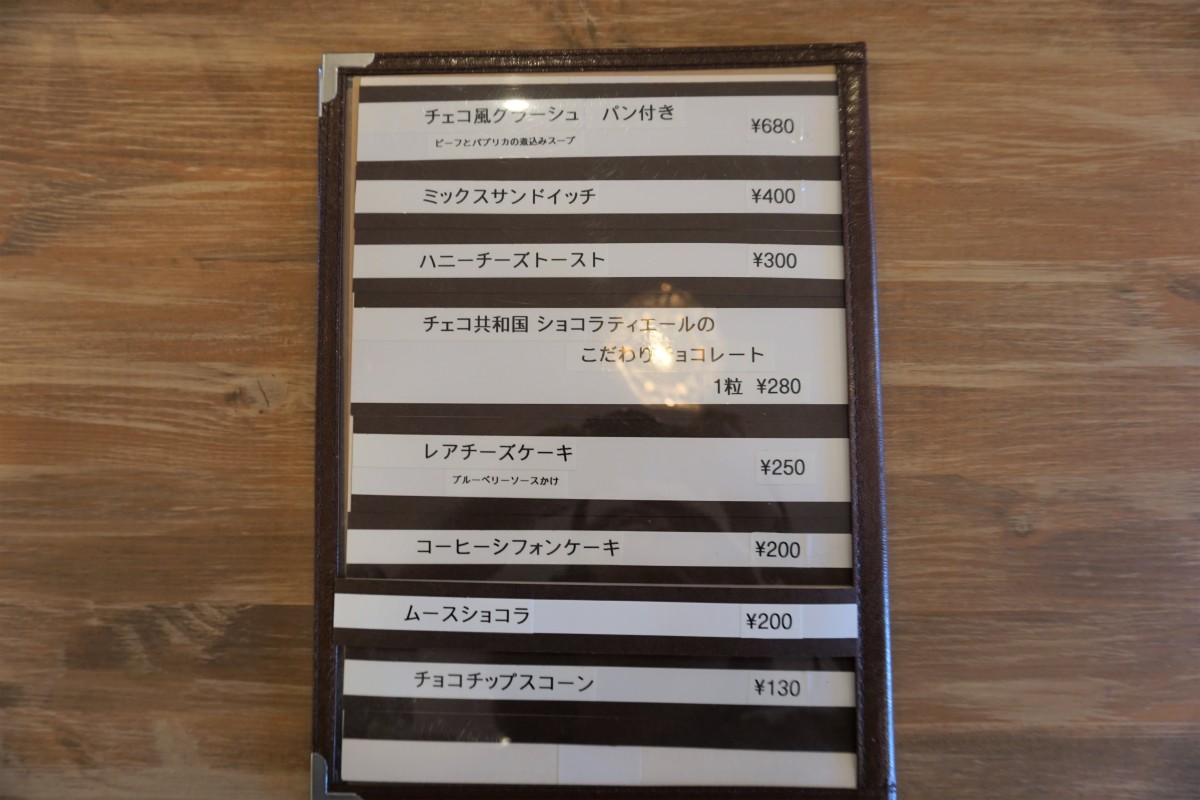 チェコ風グラーシュ　パン付き ¥680
ビーフとパプリカの煮込みスープ
ミックスサンドイッチ ¥400
ハニーチーズトースト ¥300
チェコ共和国 ショコラティエールの
こだわりチョコレート
1粒 ¥280
レアチーズケーキ ¥250
ブルーベリーソースかけ
コーヒーシフォンケーキ ¥200
ムースショコラ ¥200
チョコチップスコーン ¥130